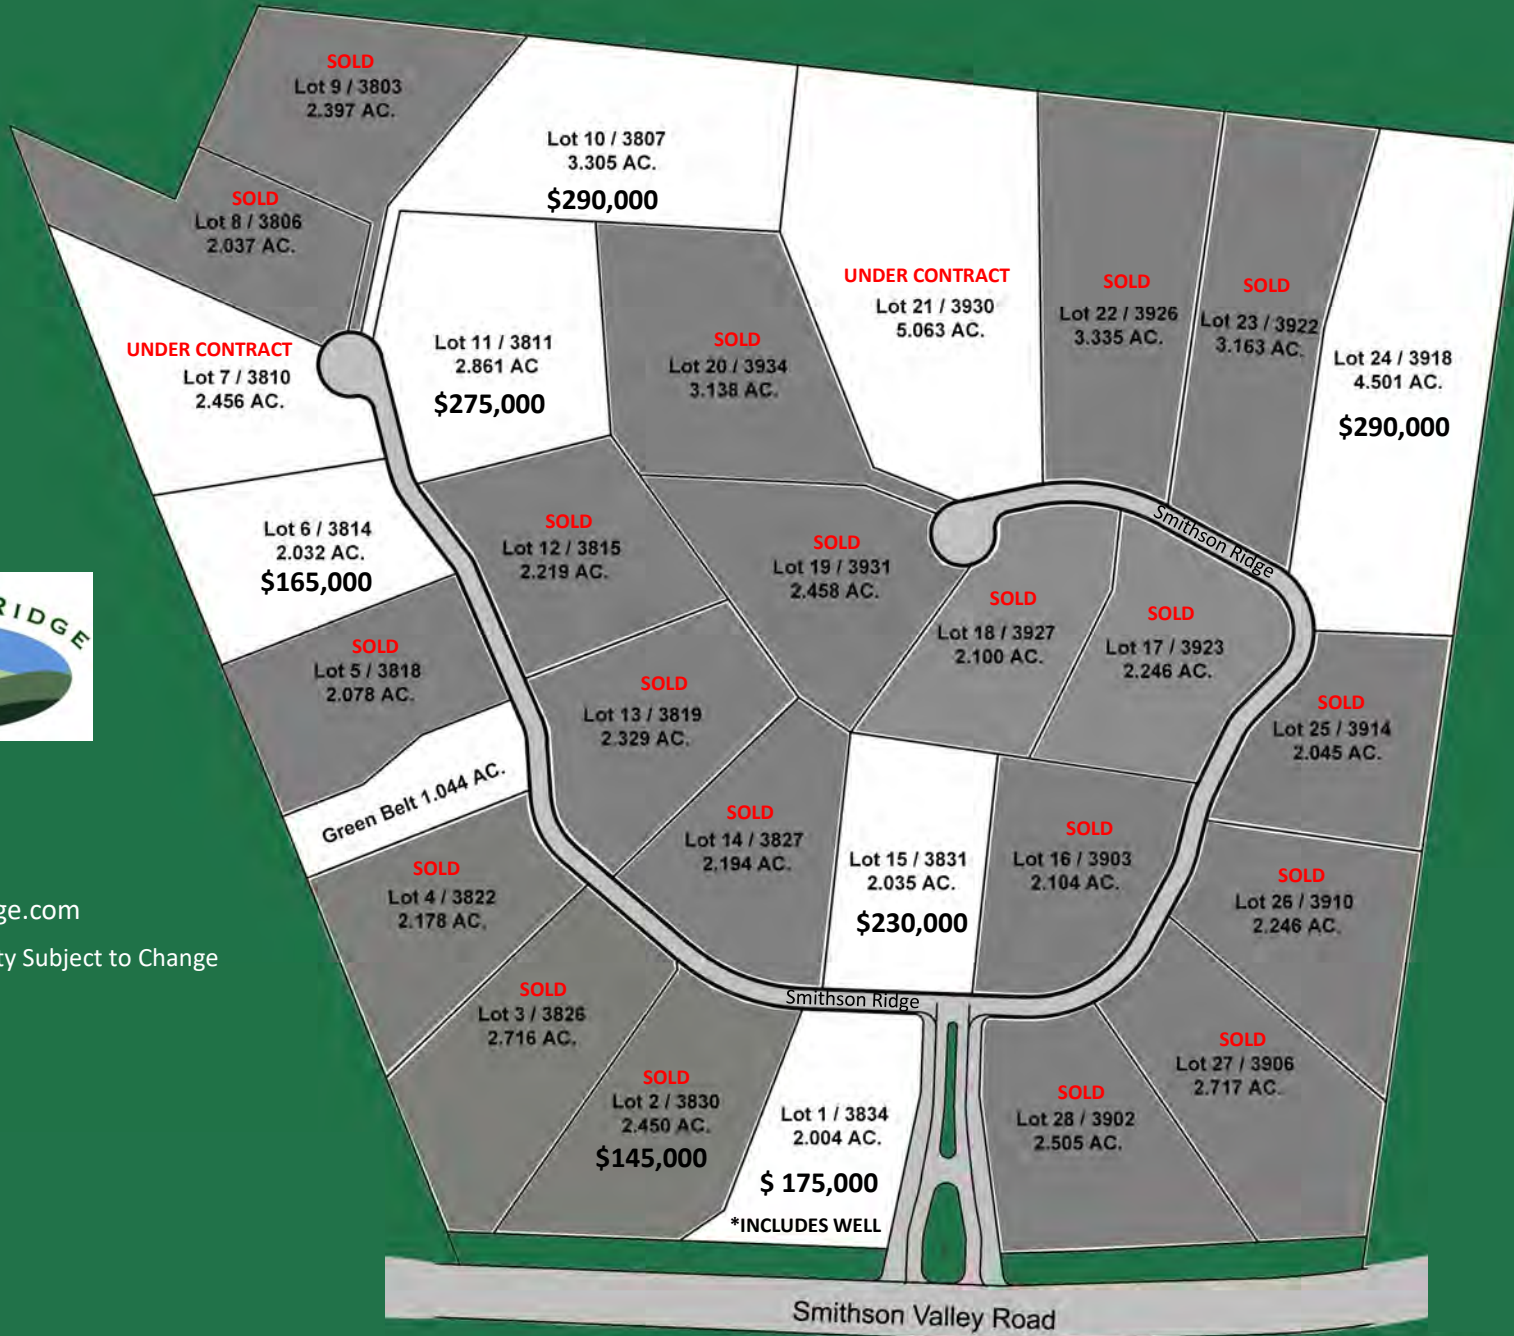 SOLD
Lot 9 / 3803
2.397 AC.
Lot 10 / 3807
3.305 AC.
$290,000
SOLD
Lot 8 / 3806
2.037 AC.
UNDER CONTRACT
Lot 21 / 3930
5.063 AC.
SOLD
Lot 22 / 3926
3.335 AC.
SOLD
Lot 23 / 3922
3.163 AC.
Lot 24 / 3918
4.501 AC.
$290,000
UNDER CONTRACT
Lot 7 / 3810
2.456 AC.
Lot 11 / 3811
2.861 AC
$275,000
SOLD
Lot 20 / 3934
3.138 AC.
Lot 6 / 3814
2.032 AC.
$165,000
SOLD
Lot 12 / 3815
2.219 AC.
SOLD
Lot 19 / 3931
2.458 AC.
Smithson Ridge
SOLD
Lot 18 / 3927
2.100 AC.
SOLD
Lot 17 / 3923
2.246 AC.
RIDGE
SOLD
Lot 5 / 3818
2.078 AC.
SOLD
Lot 13 / 3819
2.329 AC.
SOLD
Lot 25 / 3914
2.045 AC.
Green Belt 1.044 AC.
SOLD
Lot 14 / 3827
2.194 AC.
Lot 15 / 3831
2.035 AC.
$230,000
SOLD
Lot 16 / 3903
2.104 AC.
SOLD
Lot 4 / 3822
2.178 AC.
SOLD
Lot 26 / 3910
2.246 AC.
ge.com
ty Subject to Change
SOLD
Lot 3 / 3826
2.716 AC.
Smithson Ridge
SOLD
Lot 2 / 3830
2.450 AC.
$145,000
Lot 1 / 3834
2.004 AC.
$ 175,000
*INCLUDES WELL
SOLD
Lot 28 / 3902
2.505 AC.
SOLD
Lot 27 / 3906
2.717 AC.
Smithson Valley Road